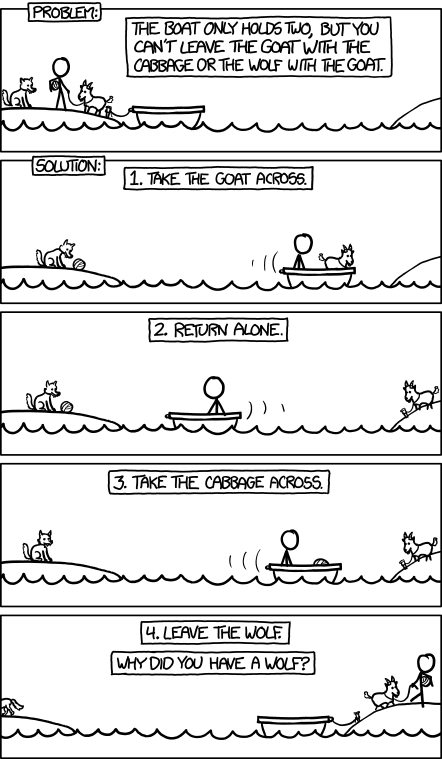 PROBLEM:
THE BOAT ONLY HOLDS TWO, BUT YOU
CAN'T LEAVE THE GOAT WITH THE
CABBAGE OR THE WOLF WITH THE GOAT.
SOLUTION:
1. TAKE THE GOAT ACROSS.
2. RETURN ALONE.
3. TAKE THE CABBAGE ACROSS.
4. LEAVE THE WOLF.
WHY DID YOU HAVE A WOLF?